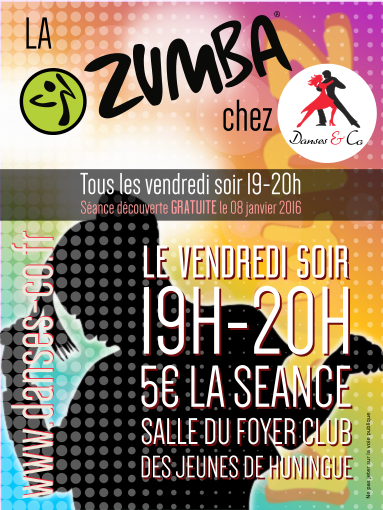 LA
ZUMBA®
chez
Danses & Co
Tous les vendredi soir 19-20h
Séance découverte GRATUITE le 08 janvier 2016
www.danses-co.fr
LE VENDREDI SOIR
19H-20H
5€ LA SEANCE
SALLE DU FOYER CLUB
DES JEUNES DE HUNINGUE
ne pas jeter sur la voie publique